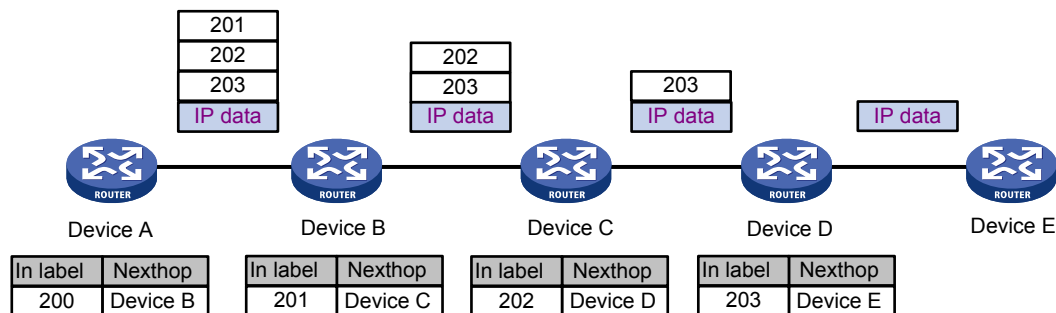 201
202
203
IP data
202
203
IP data
203
IP data
IP data
ROUTER
ROUTER
ROUTER
ROUTER
ROUTER
Device A
Device B
Device C
Device D
Device E
In label Nexthop
200 Device B
In label Nexthop
201 Device C
In label Nexthop
202 Device D
In label Nexthop
203 Device E